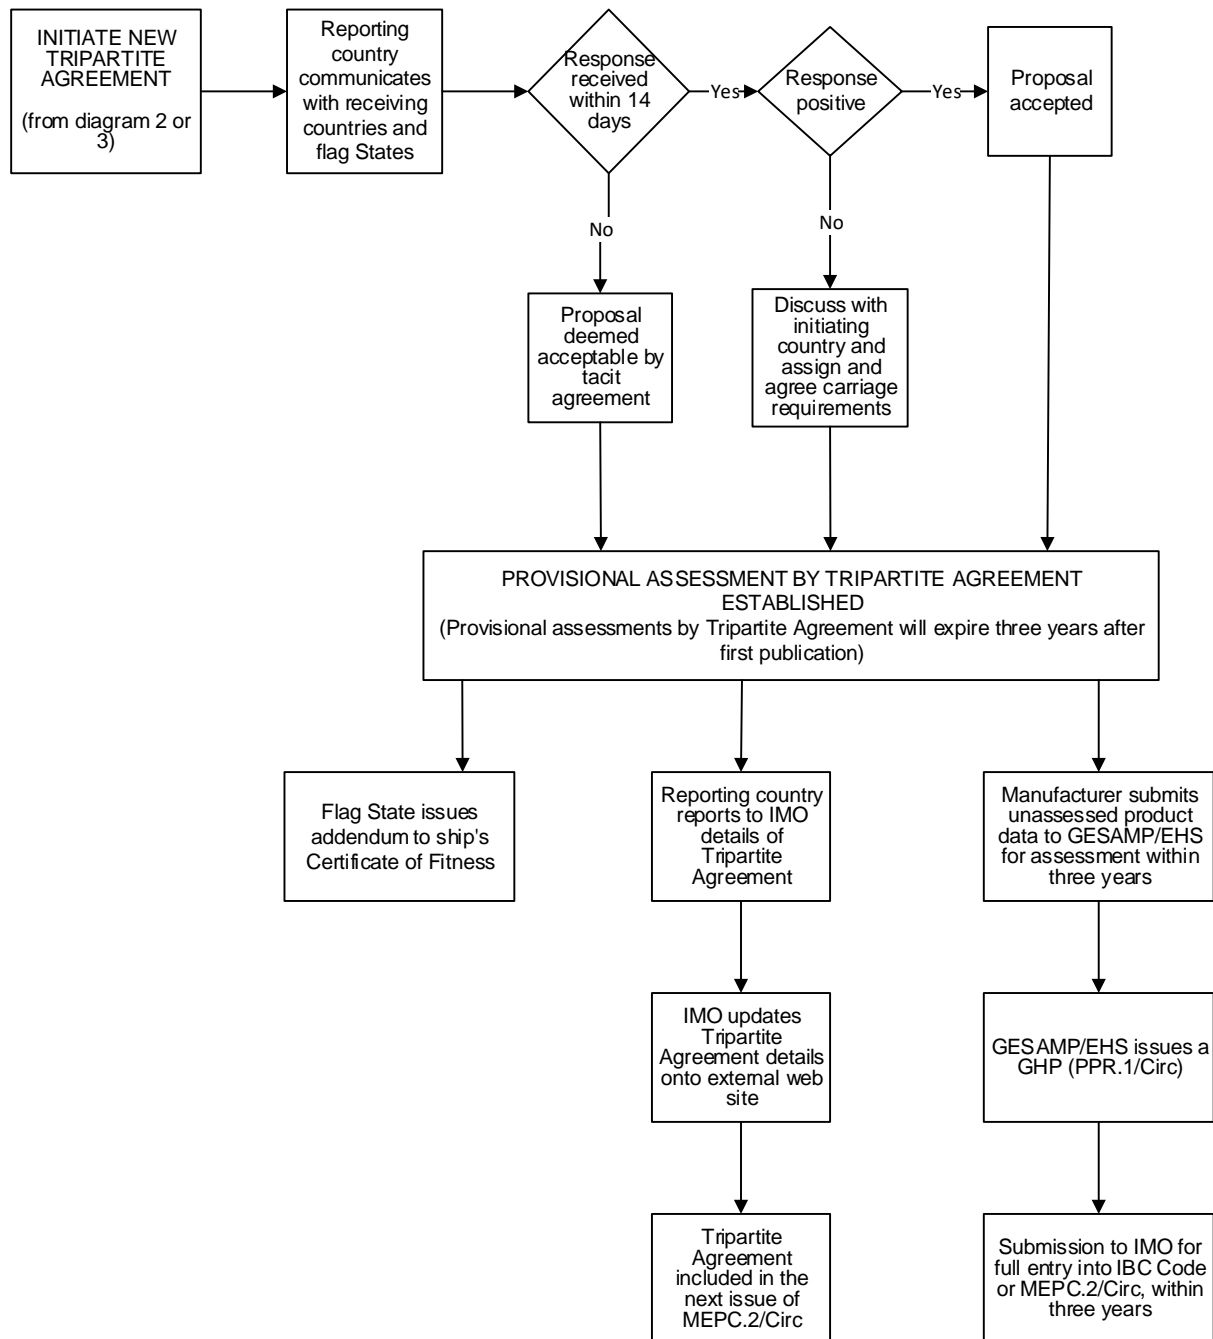 INITIATE NEW
TRIPARTITE
AGREEMENT
(from diagram 2 or
3)
Reporting
country
communicates
with receiving
countries and
flag States
Response
received
within 14
days
Yes
Response
positive
Yes
Proposal
accepted
No
No
Proposal
deemed
acceptable by
tacit
agreement
Discuss with
initiating
country and
assign and
agree carriage
requirements
PROVISIONAL ASSESSMENT BY TRIPARTITE AGREEMENT
ESTABLISHED
(Provisional assessments by Tripartite Agreement will expire three years after
first publication)
Flag State issues
addendum to ship's
Certificate of Fitness
Reporting country
reports to IMO
details of
Tripartite
Agreement
Manufacturer submits
unassessed product
data to GESAMP/EHS
for assessment within
three years
IMO updates
Tripartite
Agreement details
onto external web
site
GESAMP/EHS issues a
GHP (PPR.1/Circ)
Tripartite
Agreement
included in the
next issue of
MEPC.2/Circ
Submission to IMO for
full entry into IBC Code
or MEPC.2/Circ, within
three years